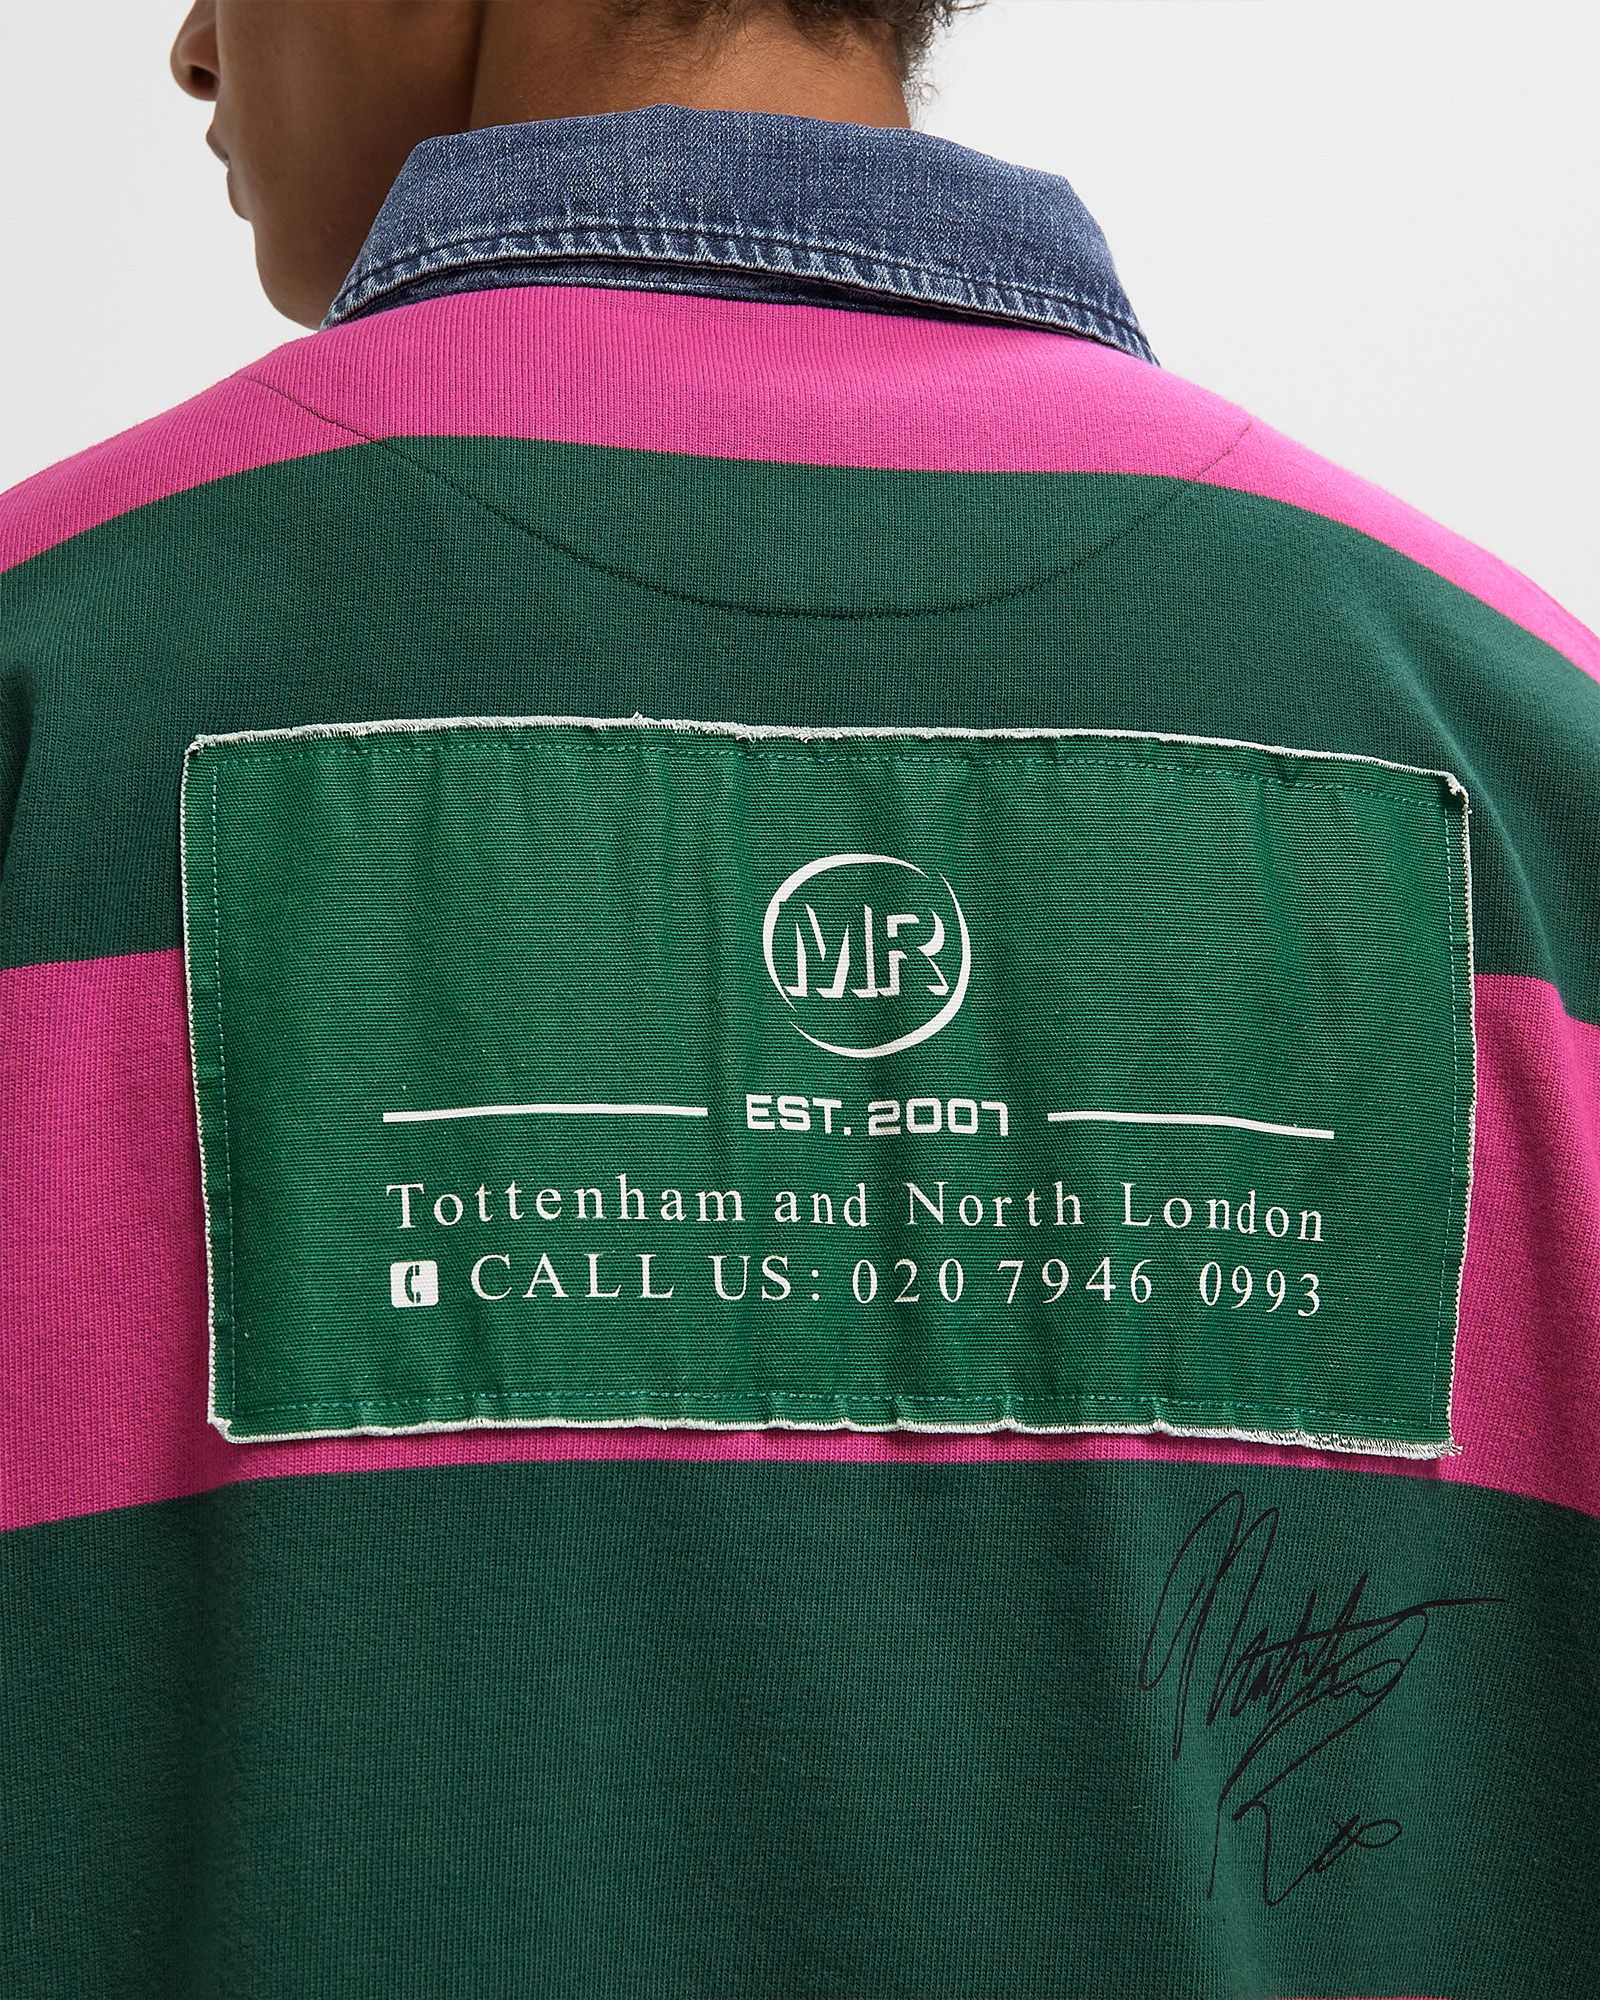 MR
EST. 2007
Tottenham and North London
CALL US: 020 7946 0993